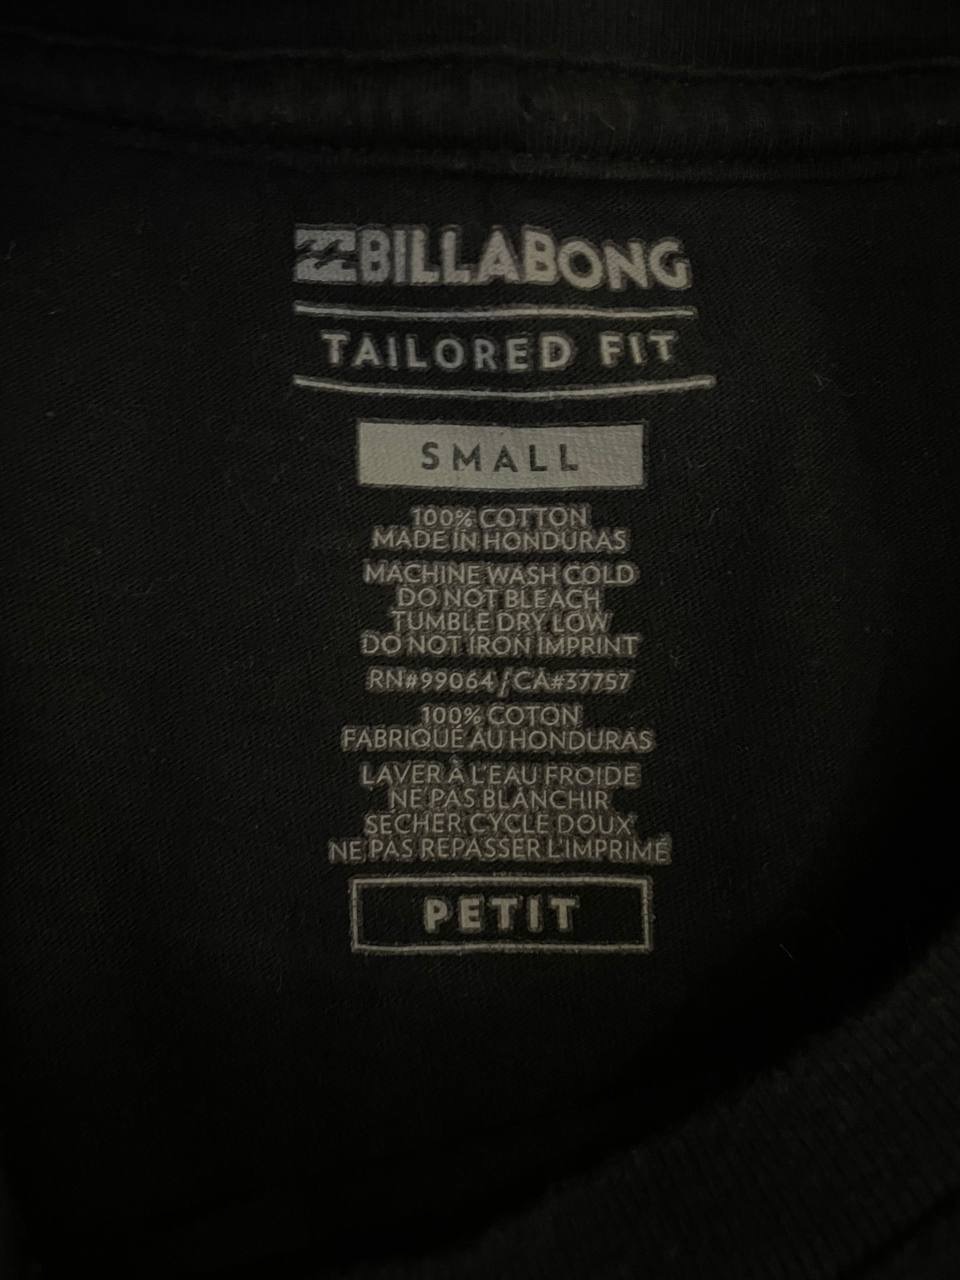 BILLABONG
TAILORED FIT
SMALL
100% COTTON
MADE IN HONDURAS
MACHINE WASH COLD
DO NOT BLEACH
TUMBLE DRY LOW
DO NOT IRON IMPRINT
RN#99064/CA#37757
100% COTON
FABRIQUÉ AU HONDURAS
LAVER À L'EAU FROIDE
NE PAS BLANCHIR
SECHER CYCLE DOUX
NE PAS REPASSER L'IMPRIMÉ
PETIT